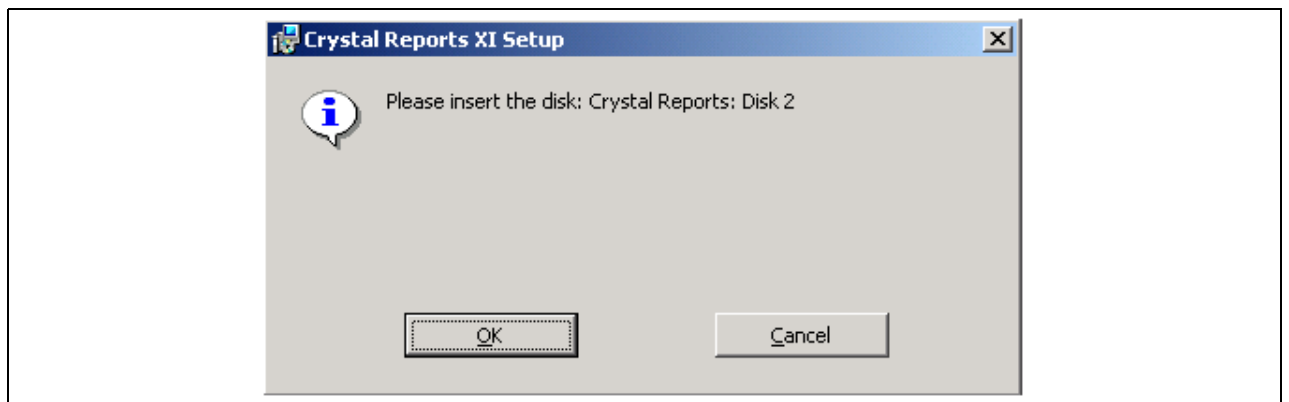 Crystal Reports XI Setup
Please insert the disk: Crystal Reports: Disk 2
OK Cancel